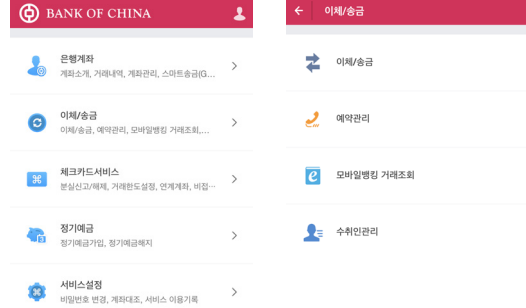 BANK OF CHINA
은행계좌
계좌소개, 거래내역, 계좌관리, 스마트송금(G...
이체/송금
이체/송금, 예약관리, 모바일뱅킹 거래조회,...
체크카드서비스
분실신고/해제, 거래한도설정, 연계계좌, 비접...
정기예금
정기예금가입, 정기예금해지
서비스설정
비밀번호 변경, 계좌대조, 서비스 이용기록
이체/송금
이체/송금
예약관리
모바일뱅킹 거래조회
수취인관리